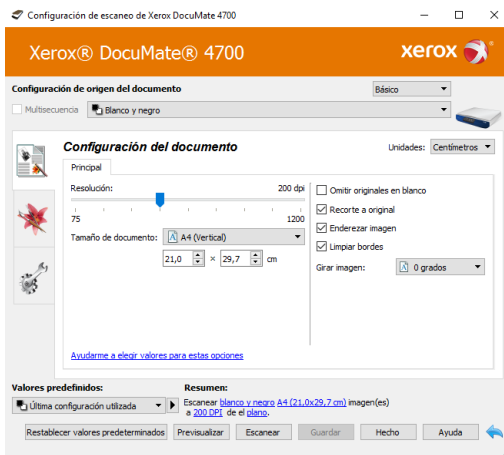 Configuración de escaneo de Xerox DocuMate 4700
Xerox® DocuMate® 4700
xerox
Configuración de origen del documento
Básico
Multisecuencia
Blanco y negro
Configuración del documento
Unidades: Centímetros
Principal
Resolución: 200 dpi
75 1200
Tamaño de documento: A4 (Vertical)
21,0 × 29,7 cm
Omitir originales en blanco
Recorte a original
Enderezar imagen
Limpiar bordes
Girar imagen: 0 grados
Ayudarme a elegir valores para estas opciones
Valores predefinidos:
Última configuración utilizada
Resumen:
Escanear blanco y negro A4 (21,0x29,7 cm) imagen(es)
a 200 DPI de el plano.
Restablecer valores predeterminados Previsualizar Escanear Guardar Hecho Ayuda